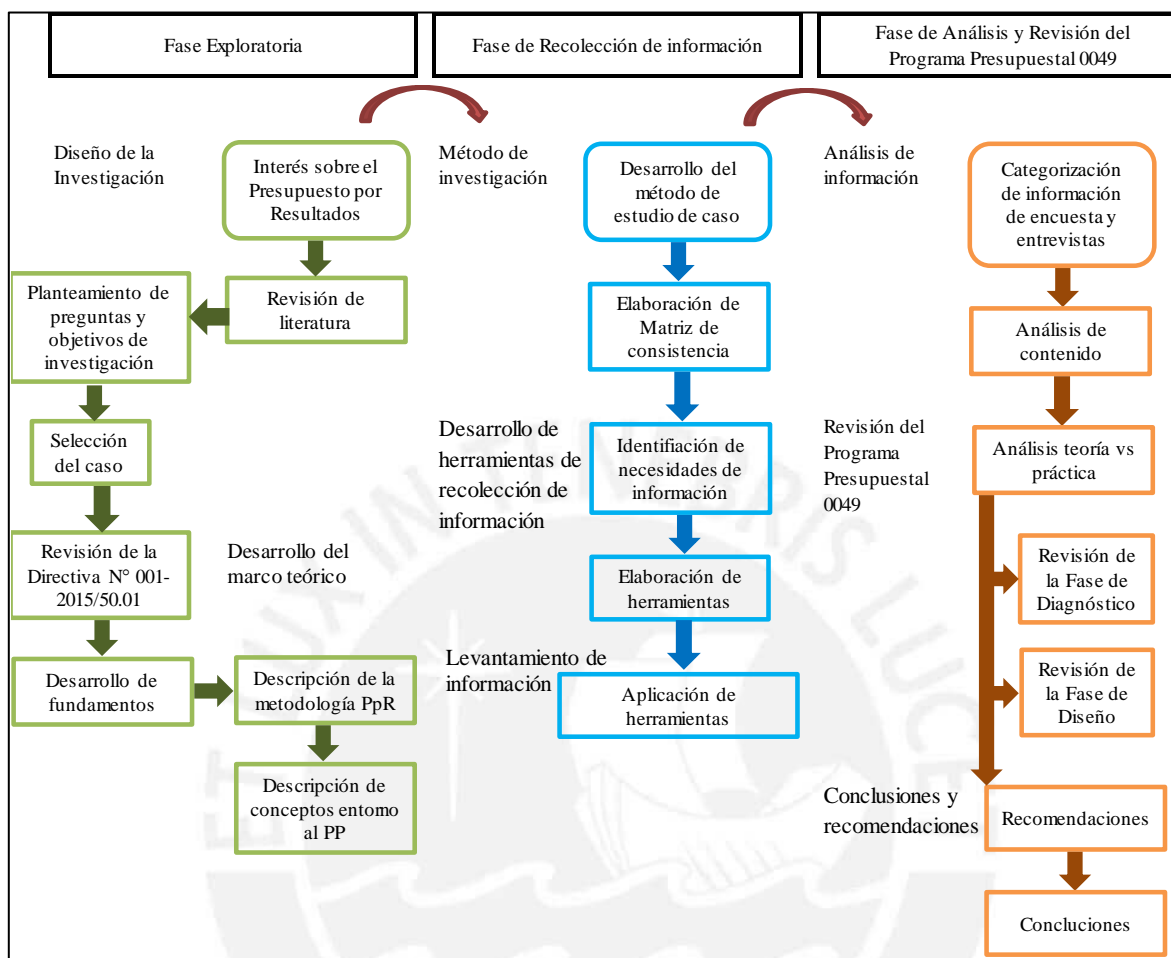 Fase Exploratoria
Fase de Recolección de información
Fase de Análisis y Revisión del
Programa Presupuestal 0049
Diseño de la
Investigación
Interés sobre el
Presupuesto por
Resultados
Revisión de
literatura
Planteamiento de
preguntas y
objetivos de
investigación
Selección
del caso
Revisión de la
Directiva N° 001-
2015/50.01
Desarrollo del
marco teórico
Desarrollo de
fundamentos
Descripción de la
metodología PpR
Descripción de
conceptos entorno
al PP
Método de
investigación
Desarrollo del
método de
estudio de caso
Elaboración de
Matriz de
consistencia
Desarrollo de
herramientas de
recolección de
información
Identifiación de
necesidades de
información
Elaboración de
herramientas
Levantamiento de
información
Aplicación de
herramientas
Análisis de
información
Categorización
de información
de encuesta y
entrevistas
Análisis de
contenido
Revisión del
Programa
Presupuestal
0049
Análisis teoría vs
práctica
Revisión de
la Fase de
Diagnóstico
Revisión de
la Fase de
Diseño
Conclusiones y
recomendaciones
Recomendaciones
Concluciones
ET LUX IN TENEBRIS LUCET